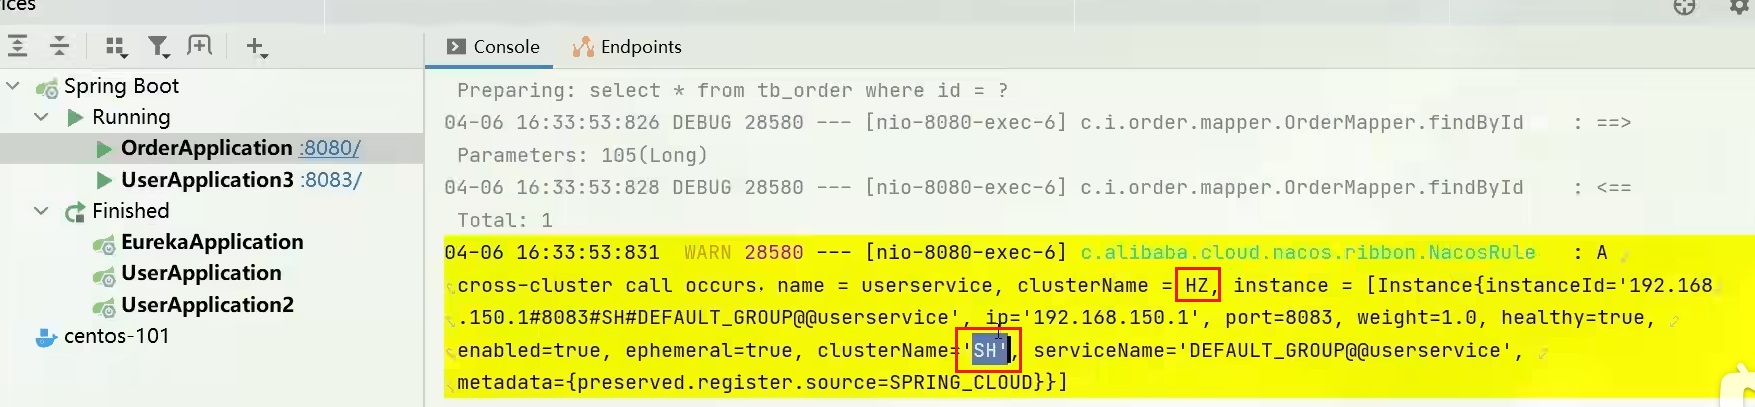 ices
Console
Endpoints
Spring Boot
Running
OrderApplication :8080/
UserApplication3 :8083/
Finished
EurekaApplication
UserApplication
UserApplication2
centos-101
Preparing: select * from tb_order where id = ?
04-06 16:33:53:826 DEBUG 28580 --- [nio-8080-exec-6] c.i.order.mapper.OrderMapper.findById    : ==>
Parameters: 105(Long)
04-06 16:33:53:828 DEBUG 28580 --- [nio-8080-exec-6] c.i.order.mapper.OrderMapper.findById    : <==
Total: 1
04-06 16:33:53:831  WARN 28580 --- [nio-8080-exec-6] c.alibaba.cloud.nacos.ribbon.NacosRule   : A
cross-cluster call occurs, name = userservice, clusterName = HZ, instance = [Instance{instanceId='192.168
.150.1#8083#SH#DEFAULT_GROUP@@userservice', ip='192.168.150.1', port=8083, weight=1.0, healthy=true,
enabled=true, ephemeral=true, clusterName='SH', serviceName='DEFAULT_GROUP@@userservice',
metadata={preserved.register.source=SPRING_CLOUD}}]